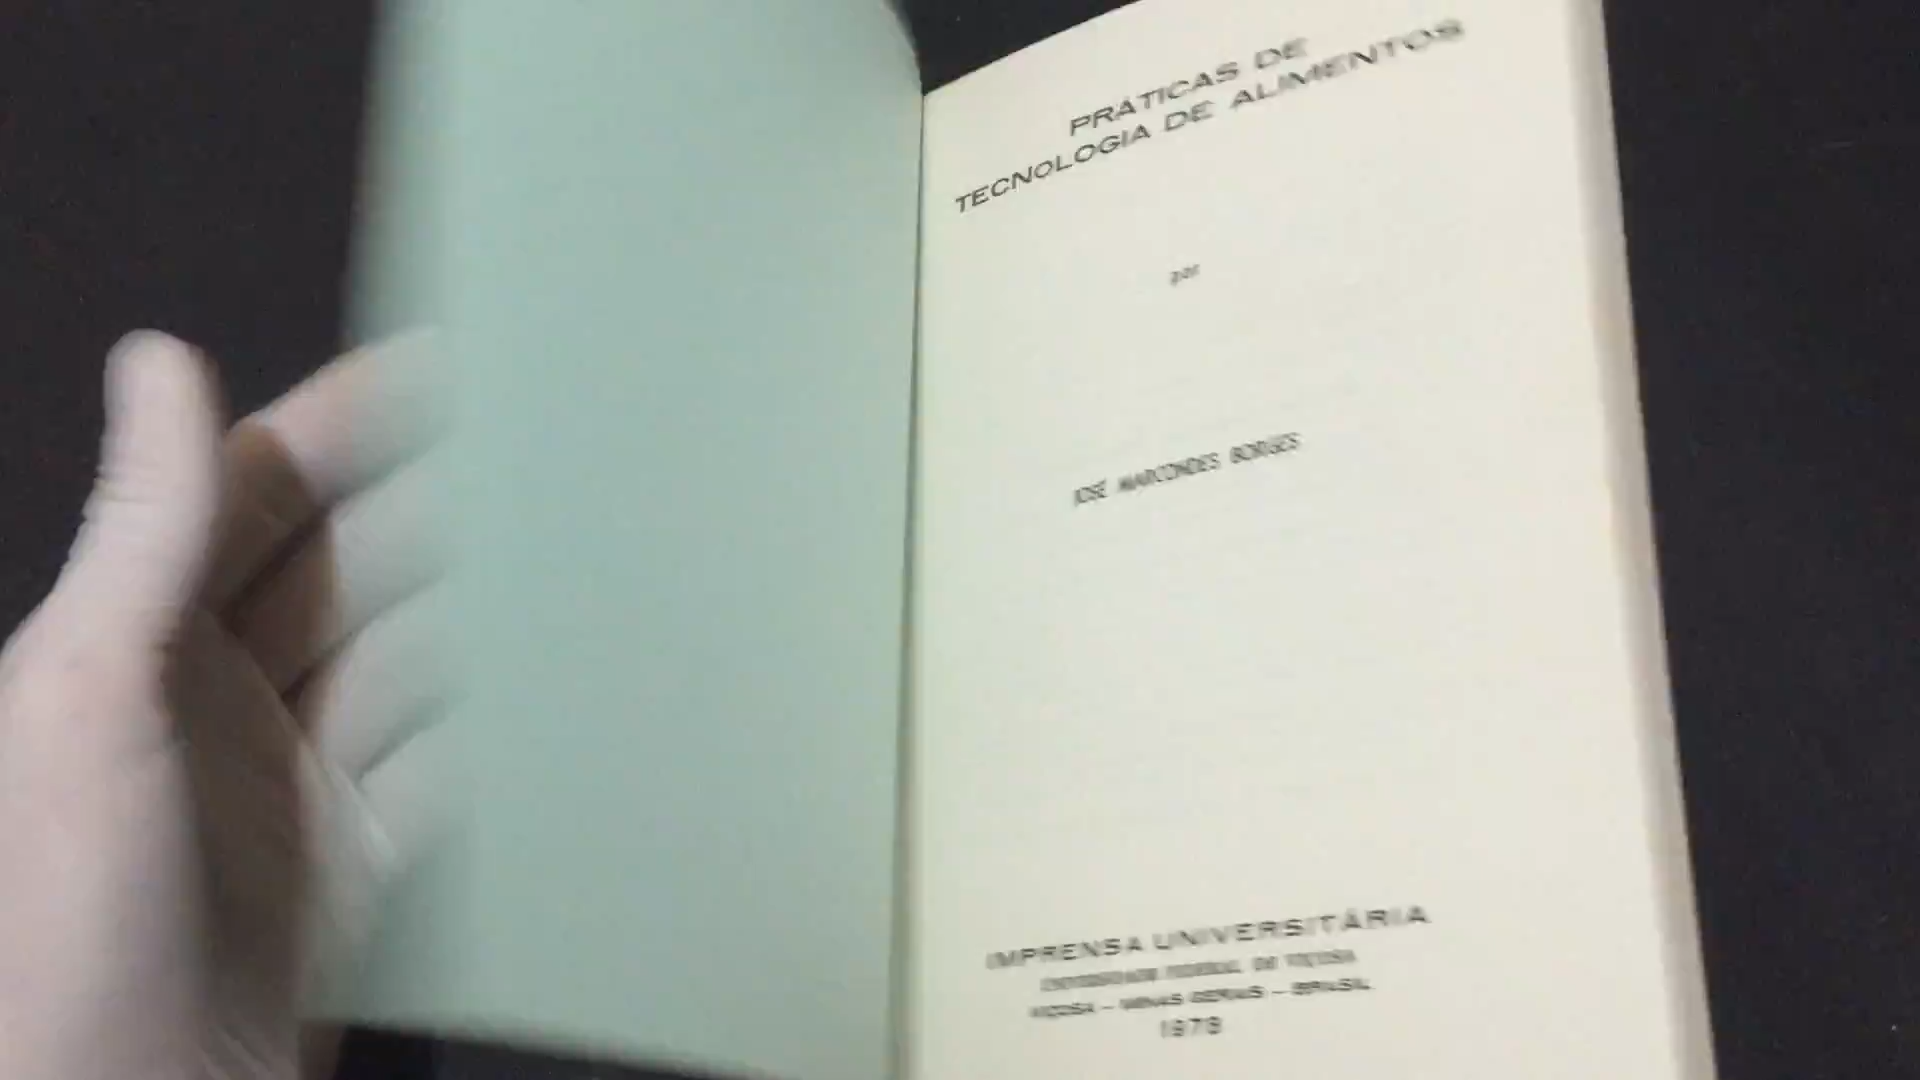 PRÁTICAS DE
TECNOLOGIA DE ALIMENTOS
por
JOSÉ MARCONDES BORGES
IMPRENSA UNIVERSITÁRIA
UNIVERSIDADE FEDERAL DE VIÇOSA
VIÇOSA – MINAS GERAIS – BRASIL